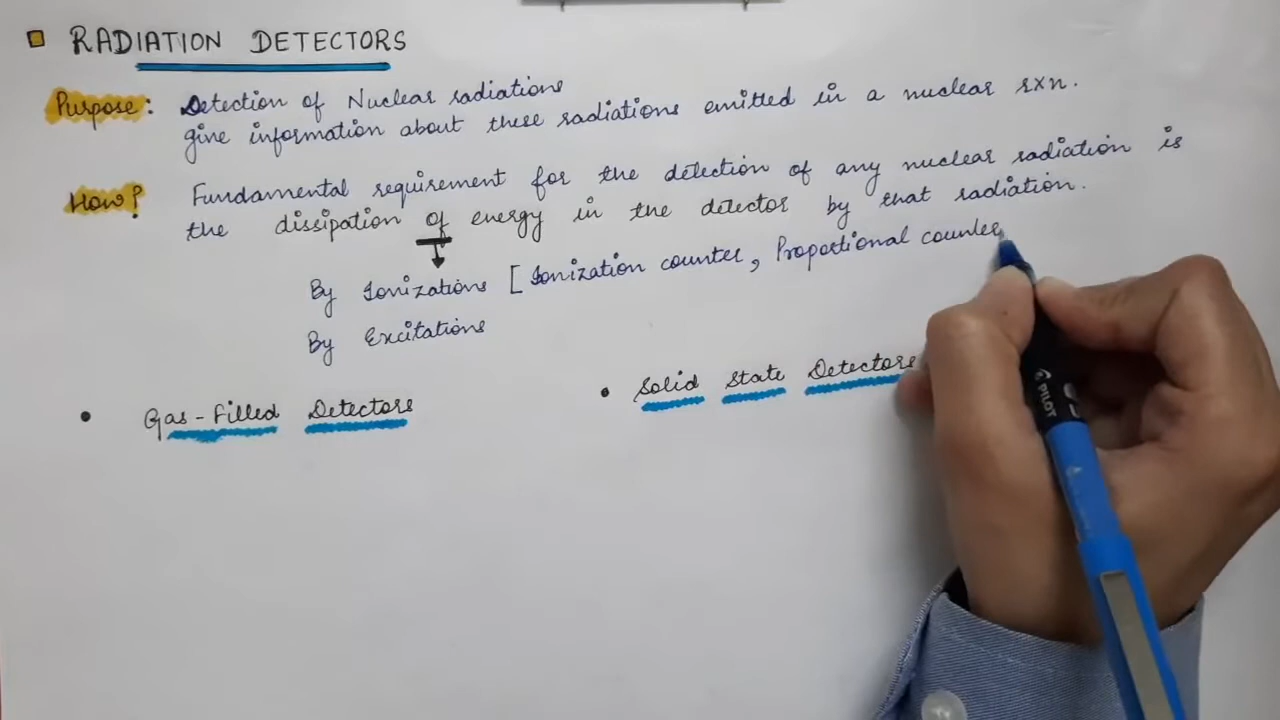 RADIATION DETECTORS
Purpose: Detection of Nuclear radiations
give information about these radiations emitted in a nuclear rxn.
How? Fundamental requirement for the detection of any nuclear radiation is
the dissipation of energy in the detector by that radiation.
By Ionizations [Ionization counter, Proportional counter
By Excitations
• Gas-Filled Detectors
• Solid State Detectors
PILOT